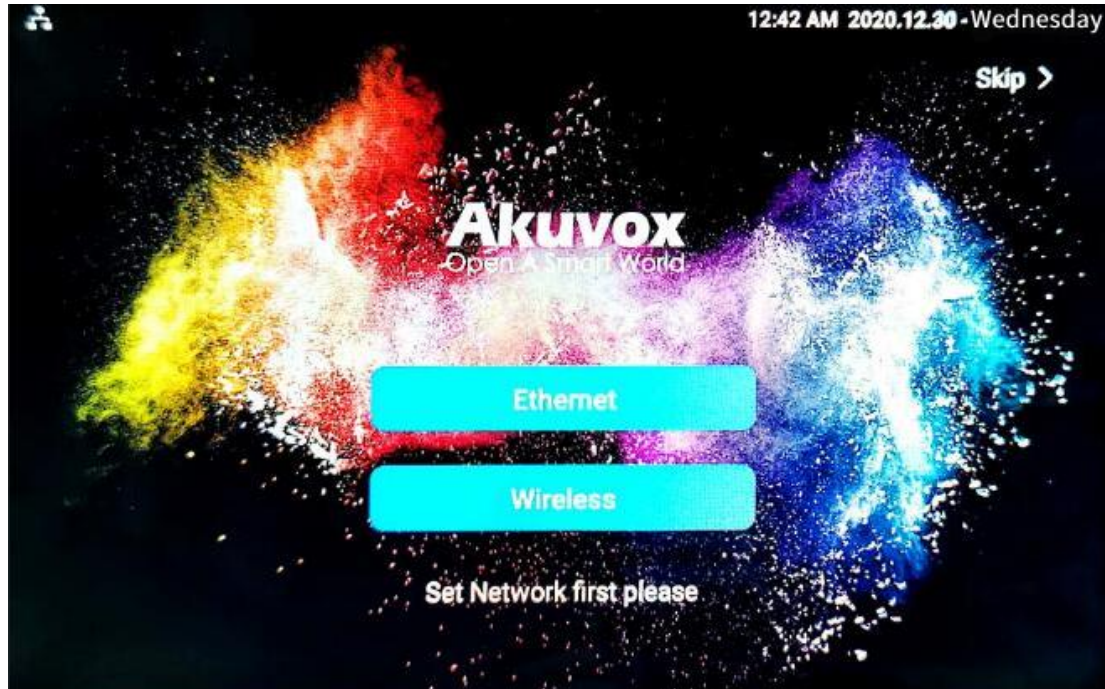 12:42 AM 2020.12.30 - Wednesday
Skip >
Akuvox
Open A Smart World
Ethernet
Wireless
Set Network first please